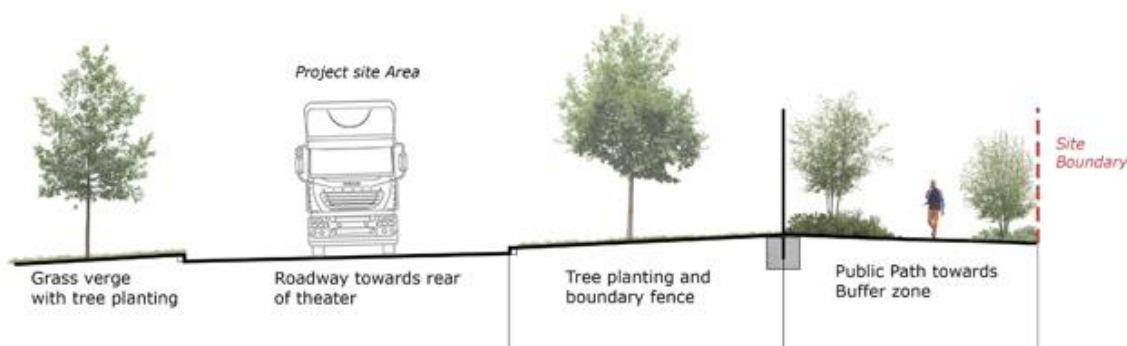 Project site Area
Site
Boundary
Grass verge
with tree planting
Roadway towards rear
of theater
Tree planting and
boundary fence
Public Path towards
Buffer zone